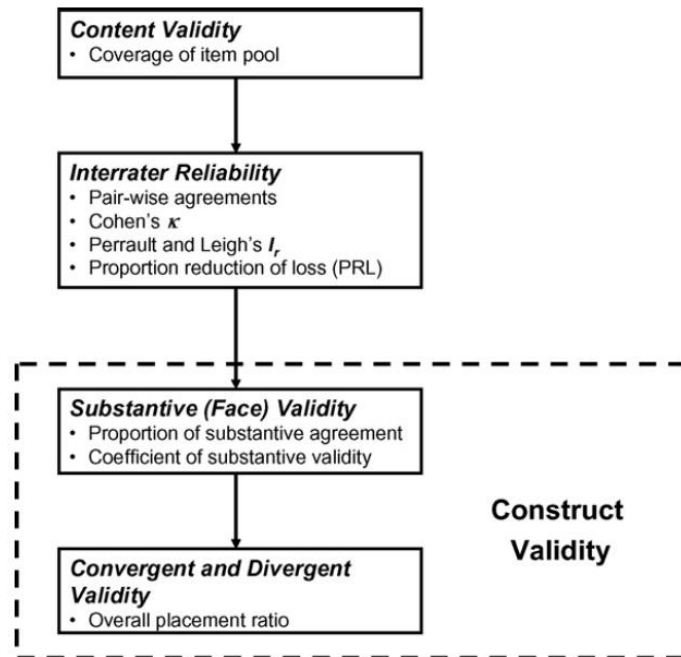 Content Validity
• Coverage of item pool
Interrater Reliability
• Pair-wise agreements
• Cohen's κ
• Perrault and Leigh's Iᵣ
• Proportion reduction of loss (PRL)
Substantive (Face) Validity
• Proportion of substantive agreement
• Coefficient of substantive validity
Construct
Validity
Convergent and Divergent
Validity
• Overall placement ratio